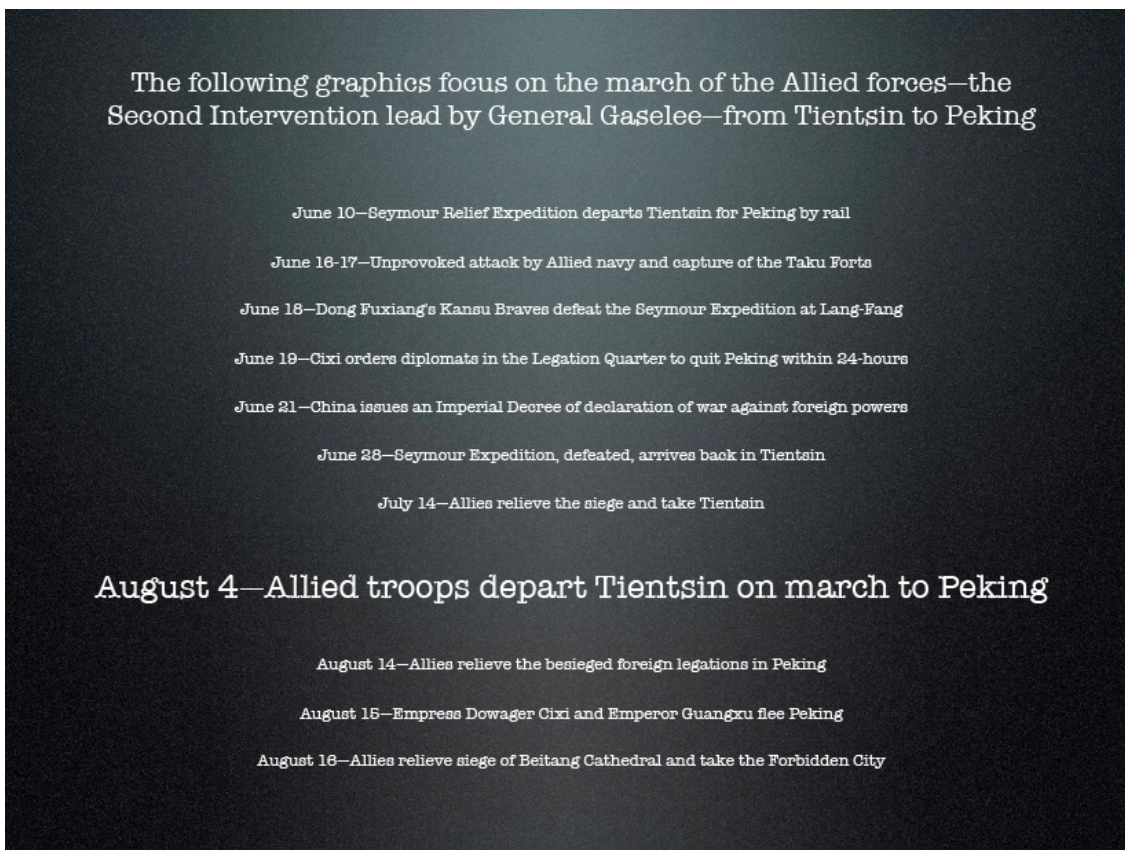 The following graphics focus on the march of the Allied forces—the
Second Intervention lead by General Gaselee—from Tientsin to Peking
June 10—Seymour Relief Expedition departs Tientsin for Peking by rail
June 16-17—Unprovoked attack by Allied navy and capture of the Taku Forts
June 18—Dong Fuxiang's Kansu Braves defeat the Seymour Expedition at Lang-Fang
June 19—Cixi orders diplomats in the Legation Quarter to quit Peking within 24-hours
June 21—China issues an Imperial Decree of declaration of war against foreign powers
June 28—Seymour Expedition, defeated, arrives back in Tientsin
July 14—Allies relieve the siege and take Tientsin
August 4—Allied troops depart Tientsin on march to Peking
August 14—Allies relieve the besieged foreign legations in Peking
August 15—Empress Dowager Cixi and Emperor Guangxu flee Peking
August 16—Allies relieve siege of Beitang Cathedral and take the Forbidden City